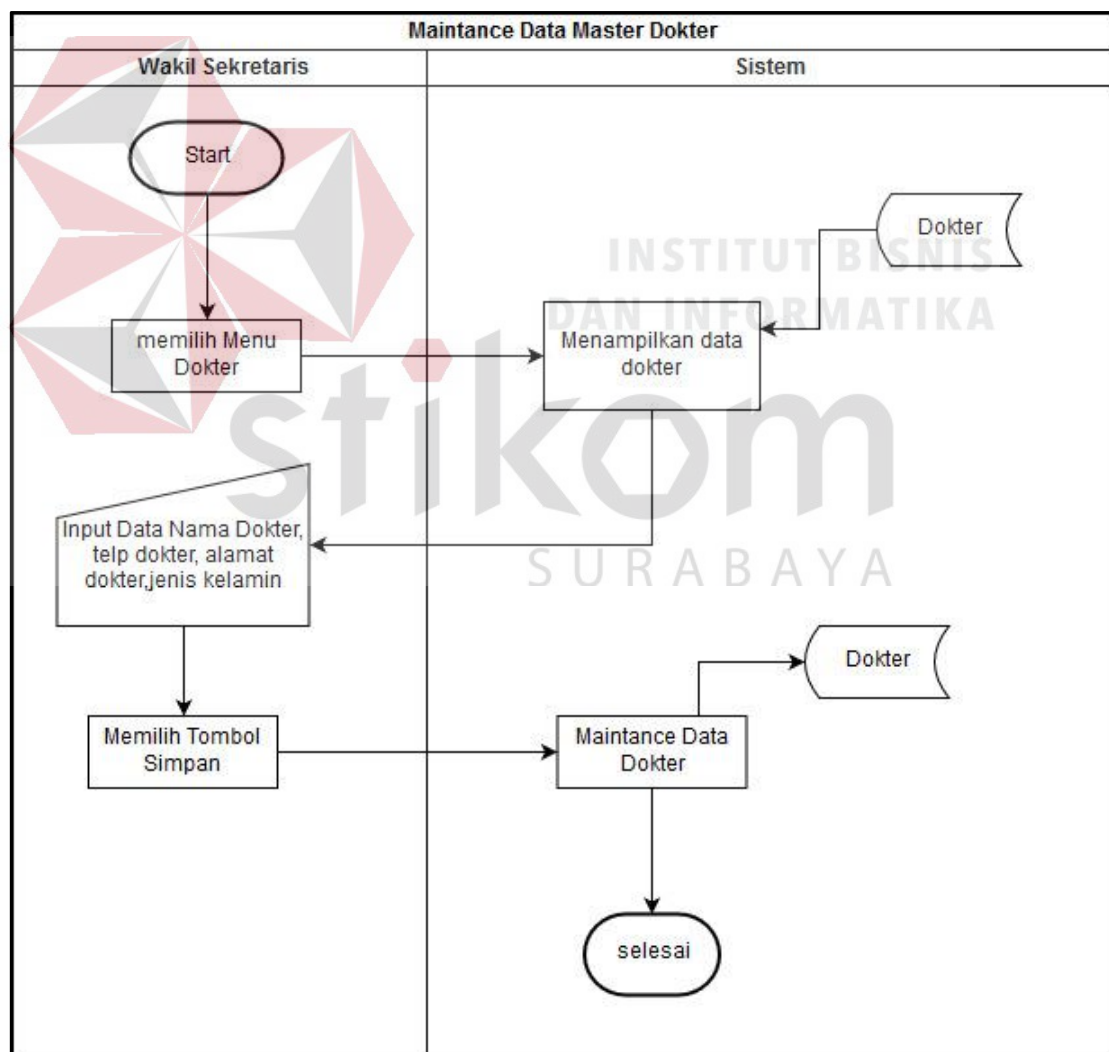 Maintance Data Master Dokter
Wakil Sekretaris
Sistem
Start
Dokter
INSTITUT BISNIS
DAN INFORMATIKA
memilih Menu
Dokter
Menampilkan data
dokter
stikom
SURABAYA
Input Data Nama Dokter,
telp dokter, alamat
dokter,jenis kelamin
Dokter
Memilih Tombol
Simpan
Maintance Data
Dokter
selesai